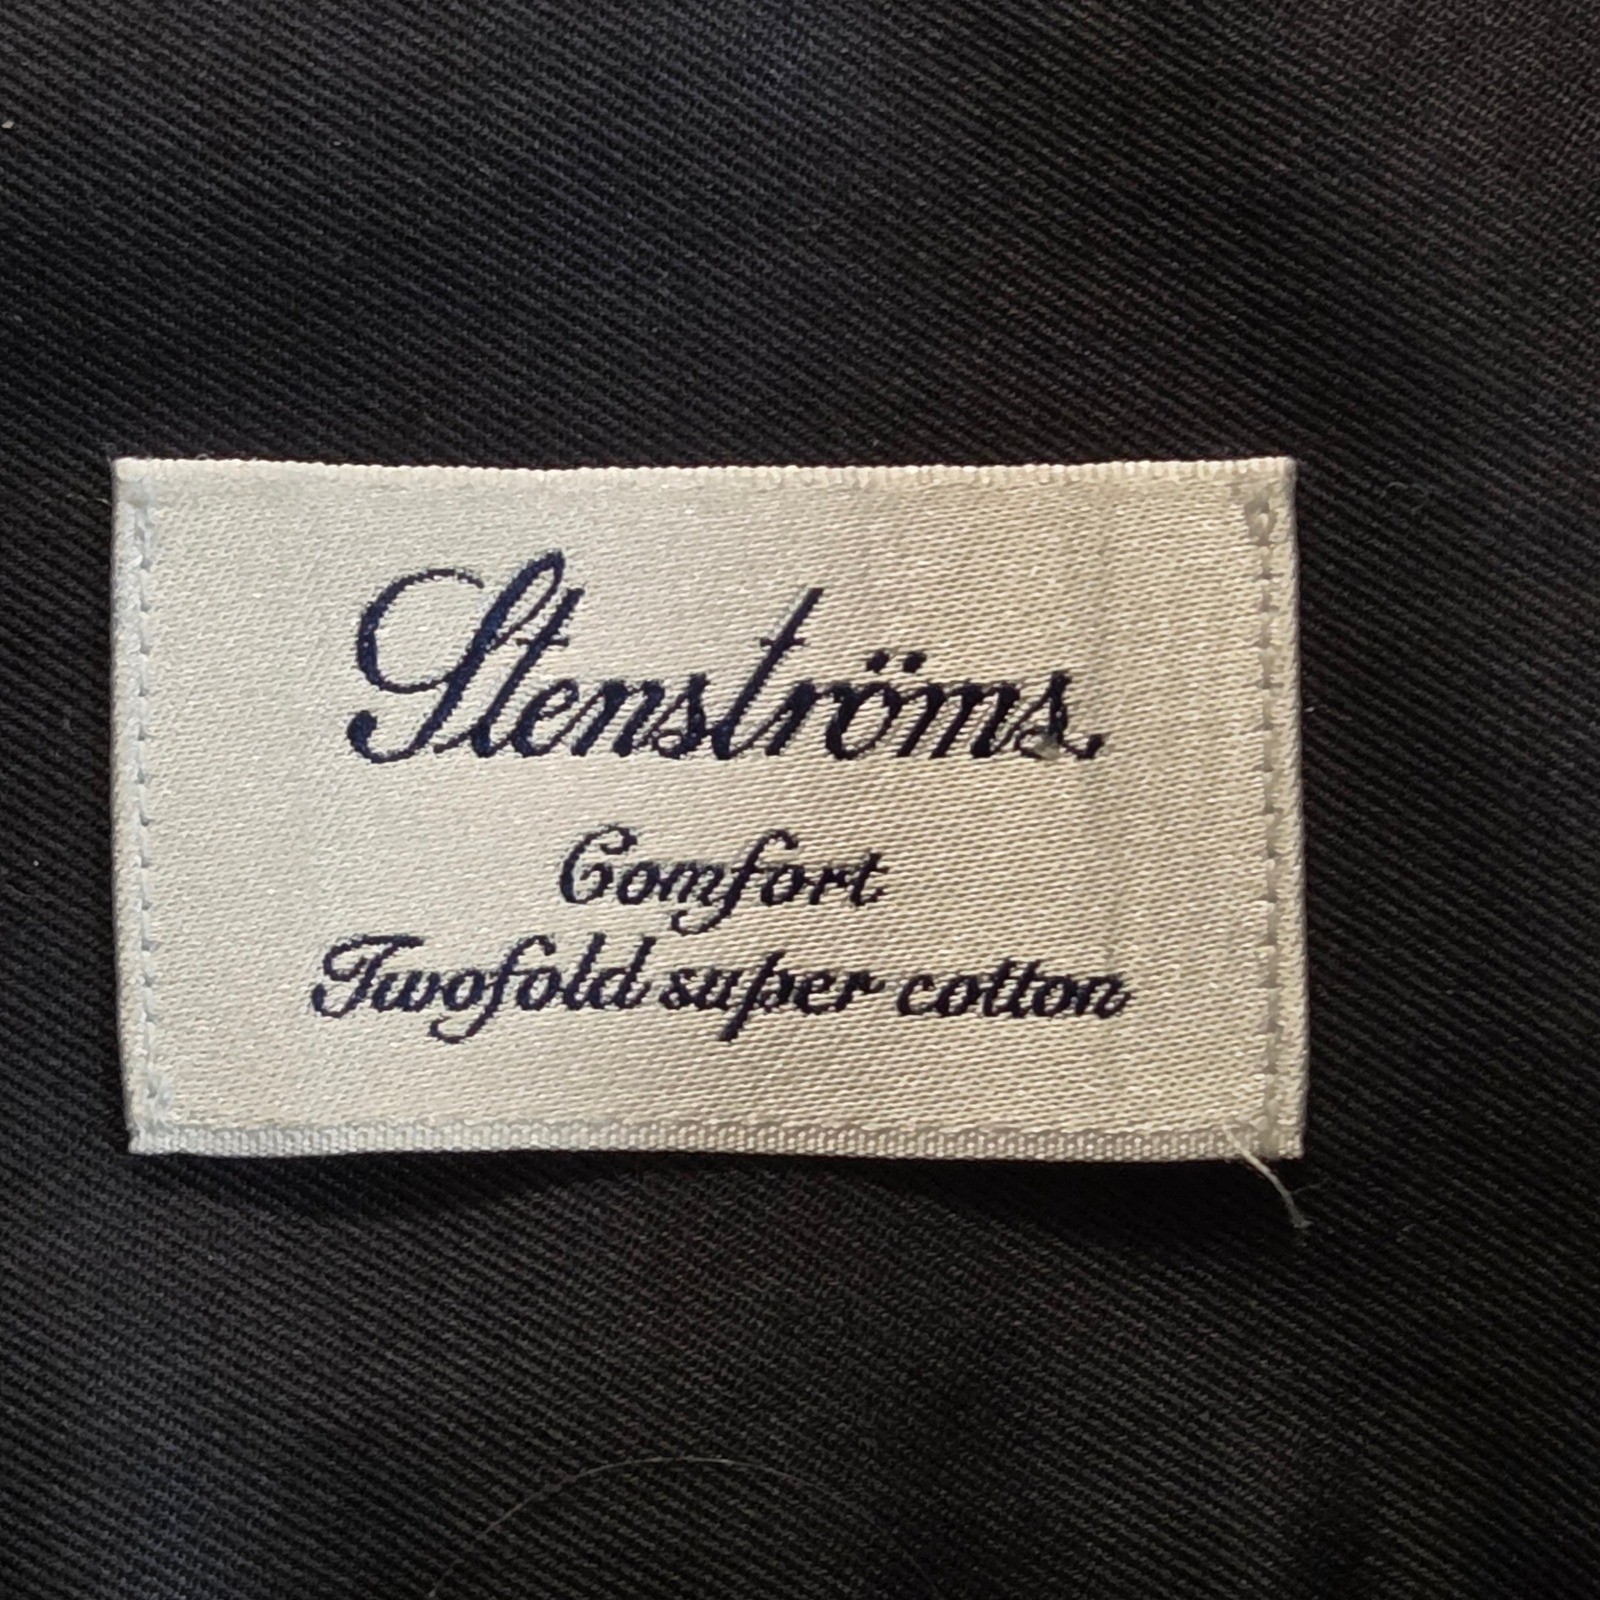 Stenströms
Comfort
Twofold super cotton